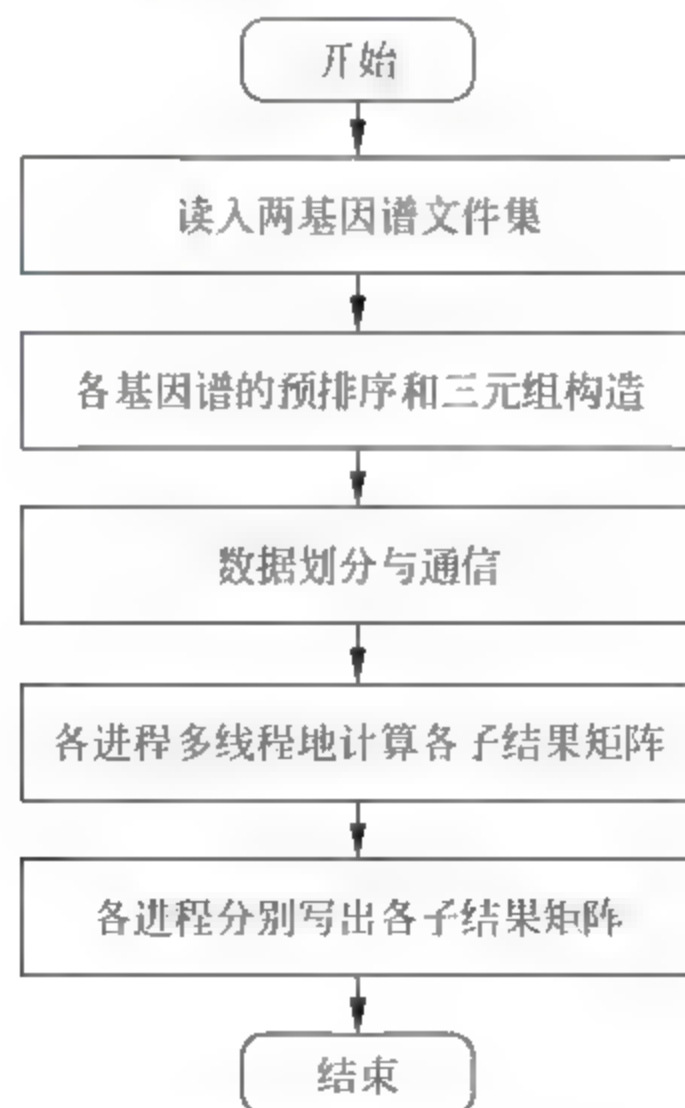 开始
读入两基因谱文件集
各基因谱的预排序和三元组构造
数据划分与通信
各进程多线程地计算各子结果矩阵
各进程分别写出各子结果矩阵
结束